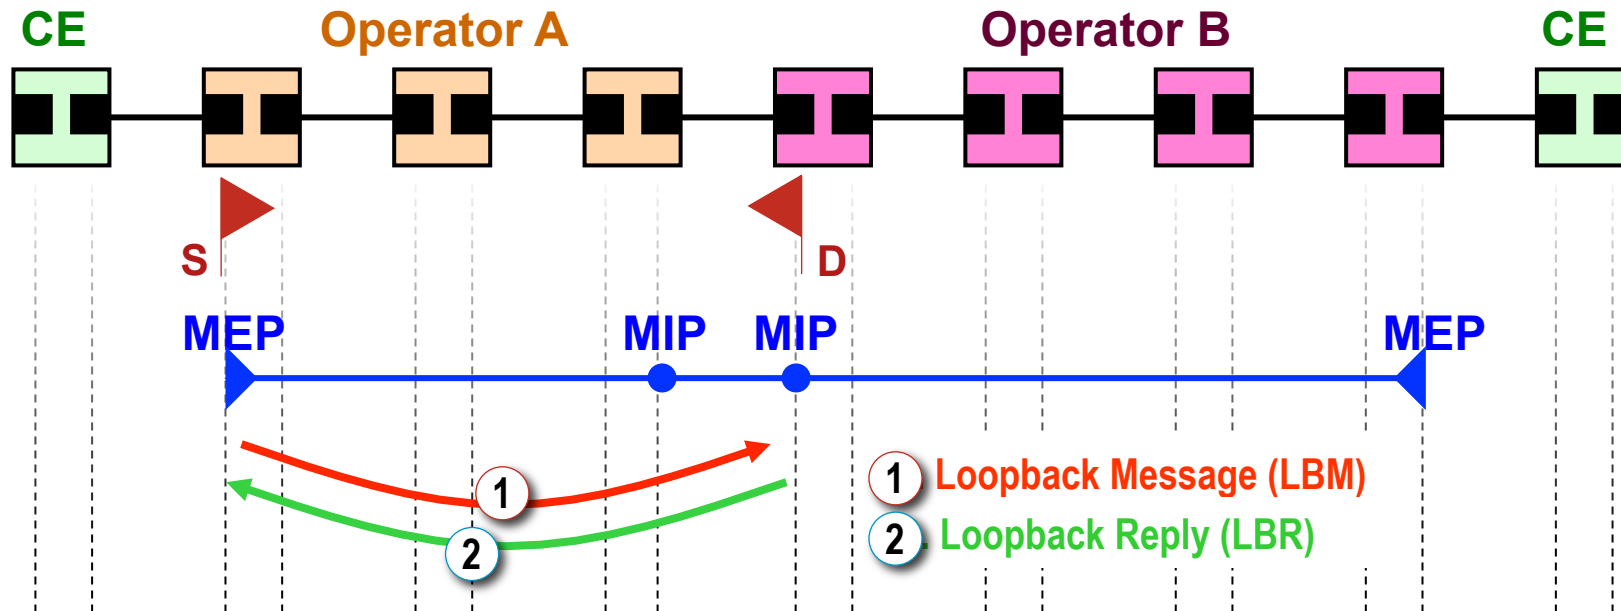 CE
Operator A
Operator B
CE
S
D
MEP
MIP
MIP
MEP
1
2
1 Loopback Message (LBM)
2. Loopback Reply (LBR)